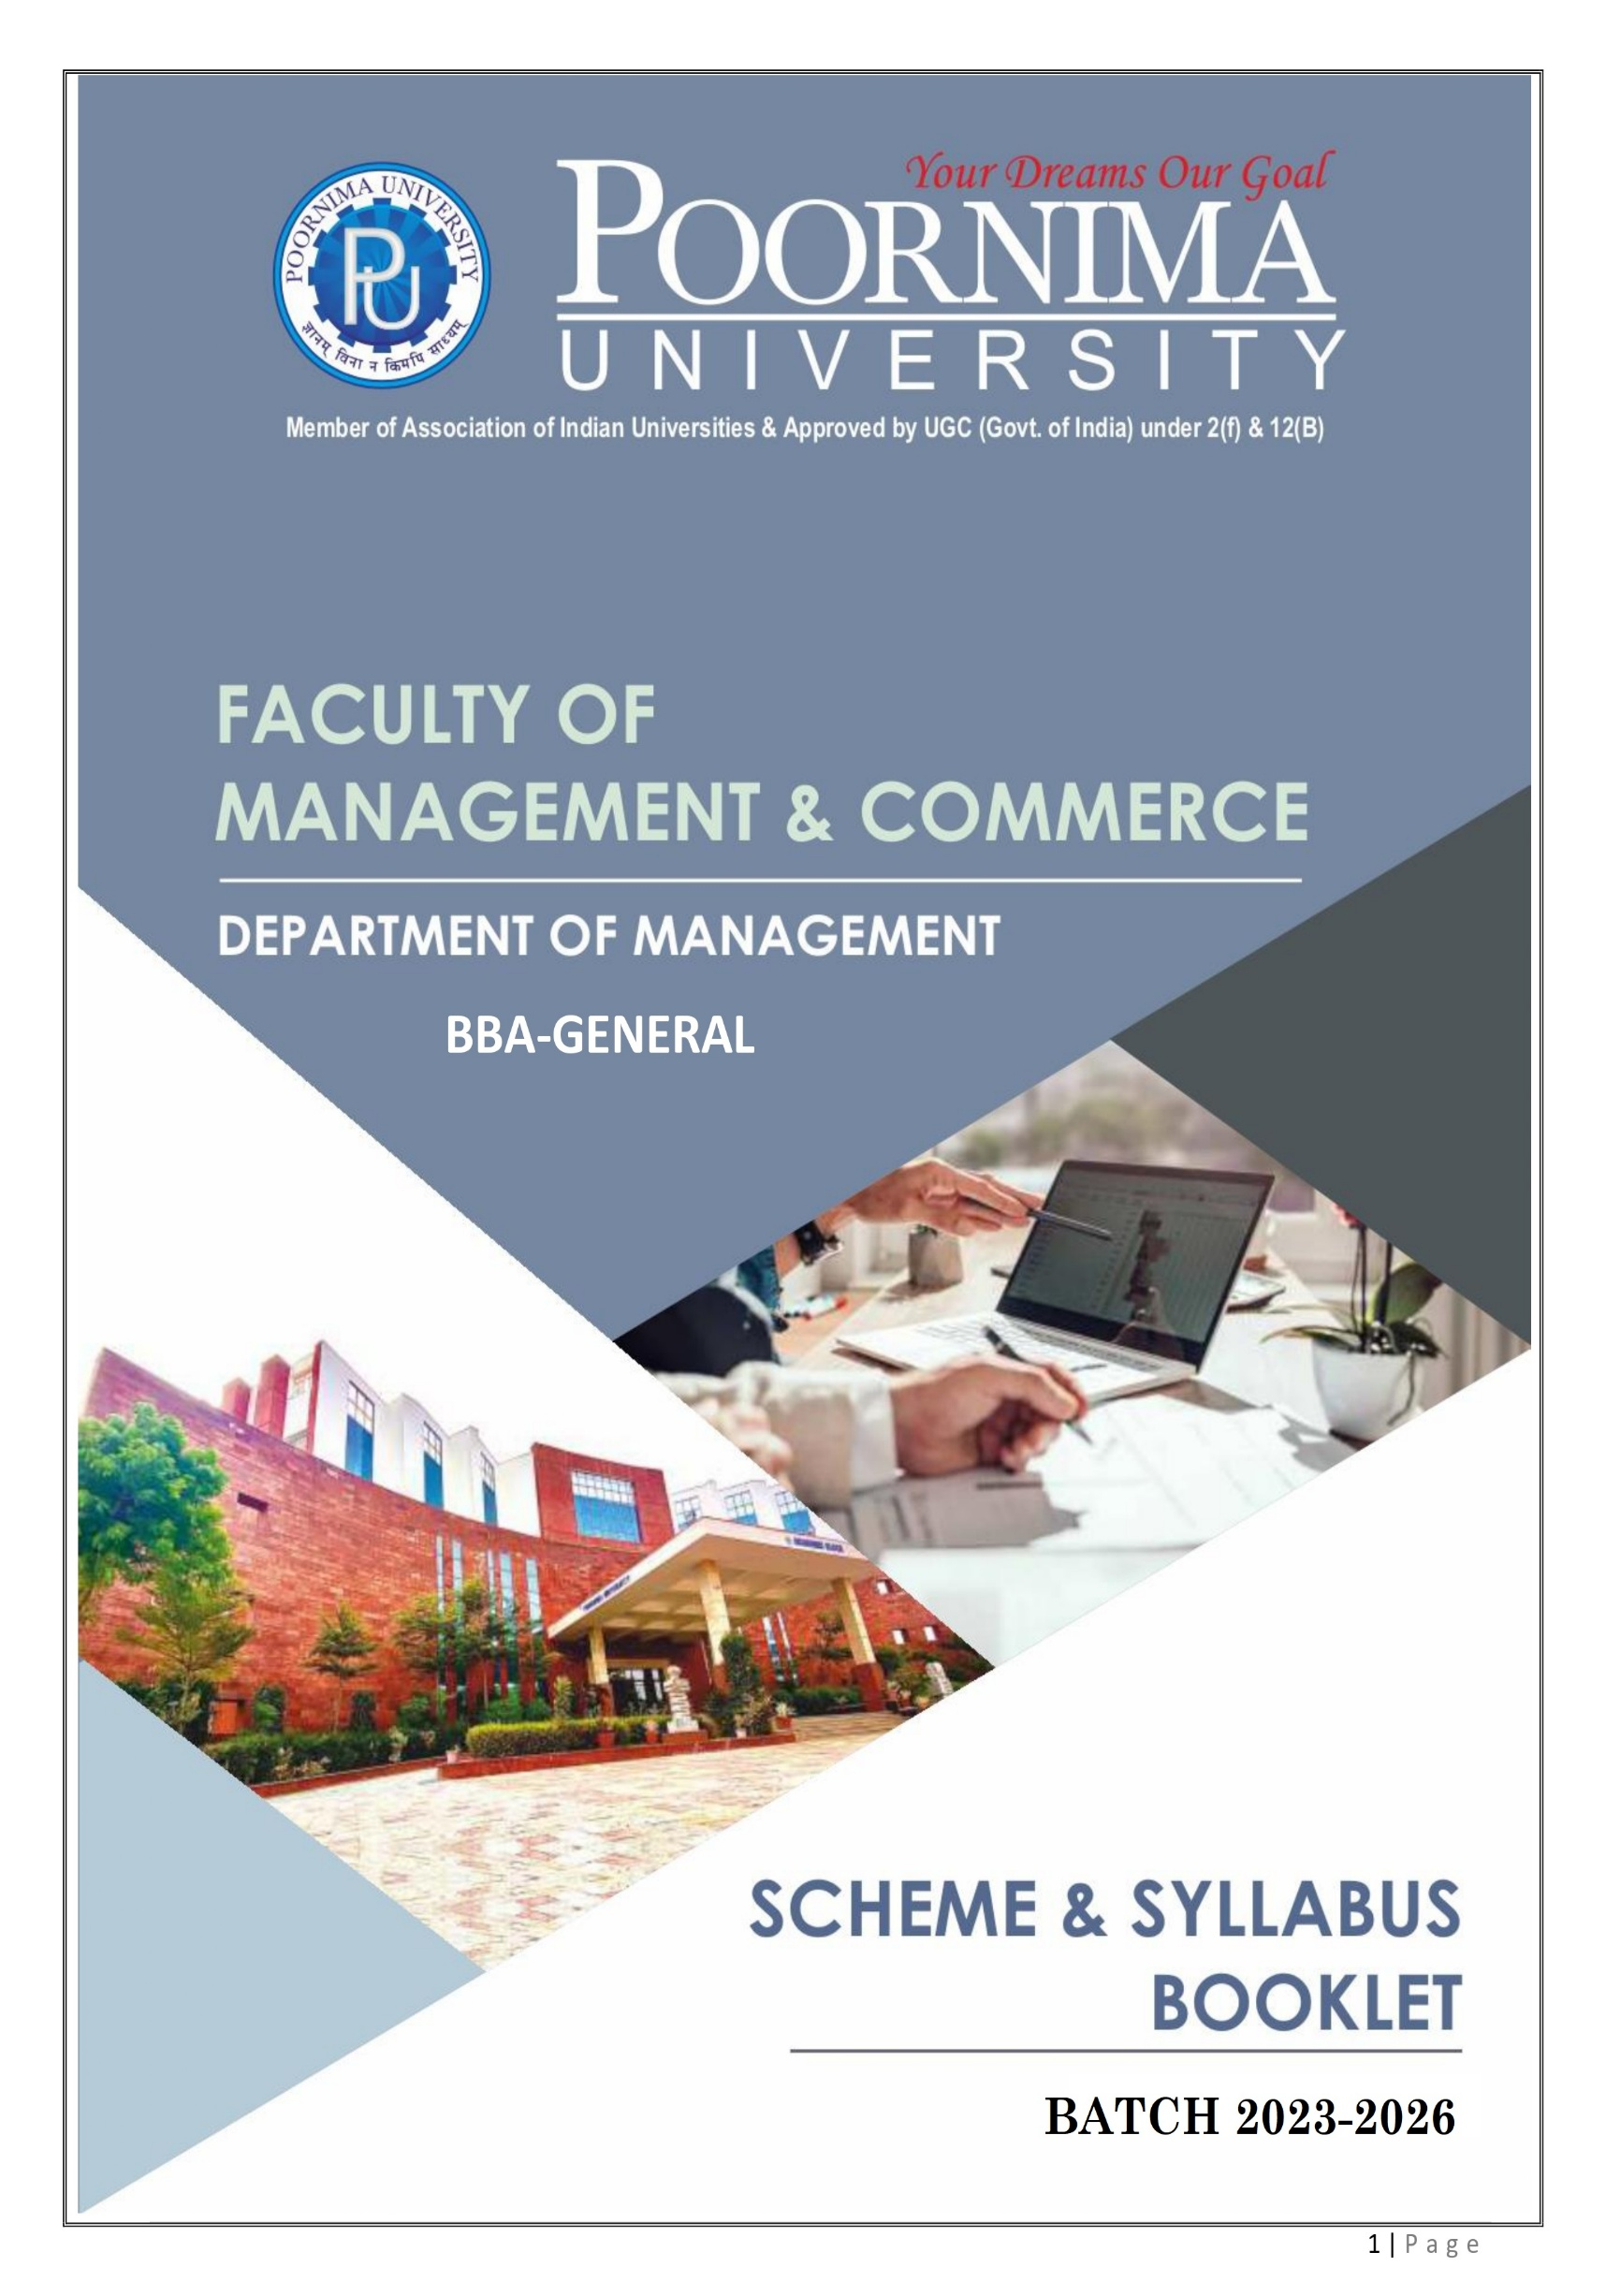 POORNIMA UNIVERSITY
PU
ज्ञानम् विना न किमपि साध्यम्
Your Dreams Our Goal
POORNIMA
UNIVERSITY
Member of Association of Indian Universities & Approved by UGC (Govt. of India) under 2(f) & 12(B)
FACULTY OF
MANAGEMENT & COMMERCE
DEPARTMENT OF MANAGEMENT
BBA-GENERAL
SCHEME & SYLLABUS
BOOKLET
BATCH 2023-2026
1 | Page